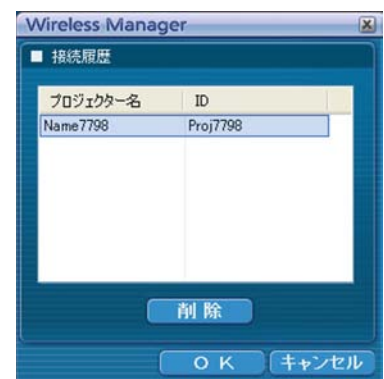 Wireless Manager
■ 接続履歴
プロジェクター名 ID
Name7798 Proj7798
削除
OK キャンセル